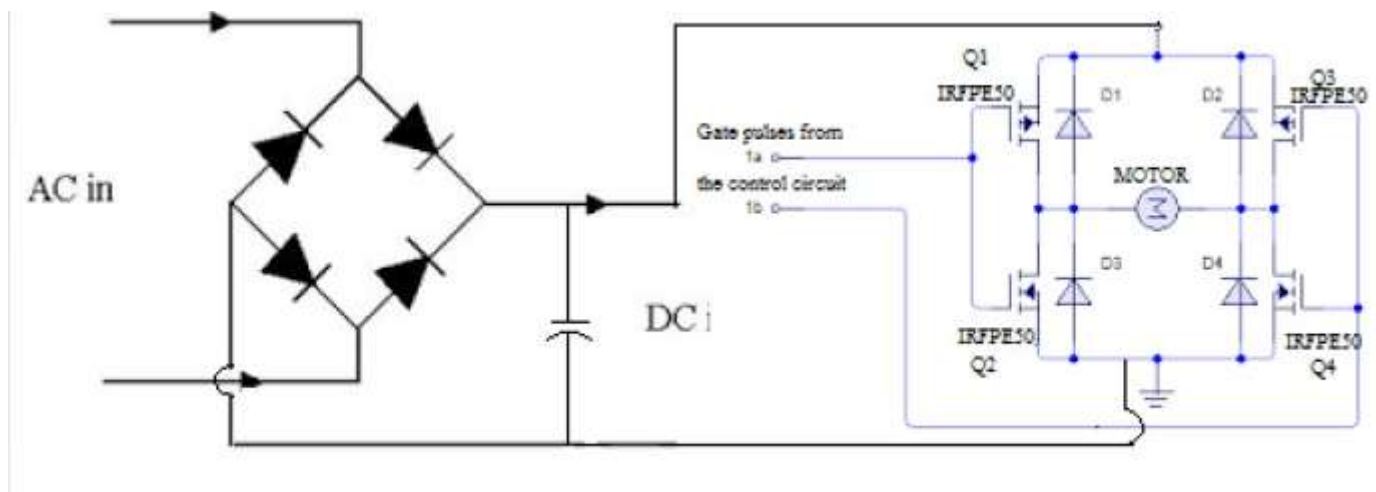 AC in
DC i
Gate pulses from
1a
the control circuit
1b
Q1
IRFPE50
D1
D2
Q3
IRFPE50
MOTOR
M
D3
D4
IRFPE50
Q2
IRFPE50
Q4